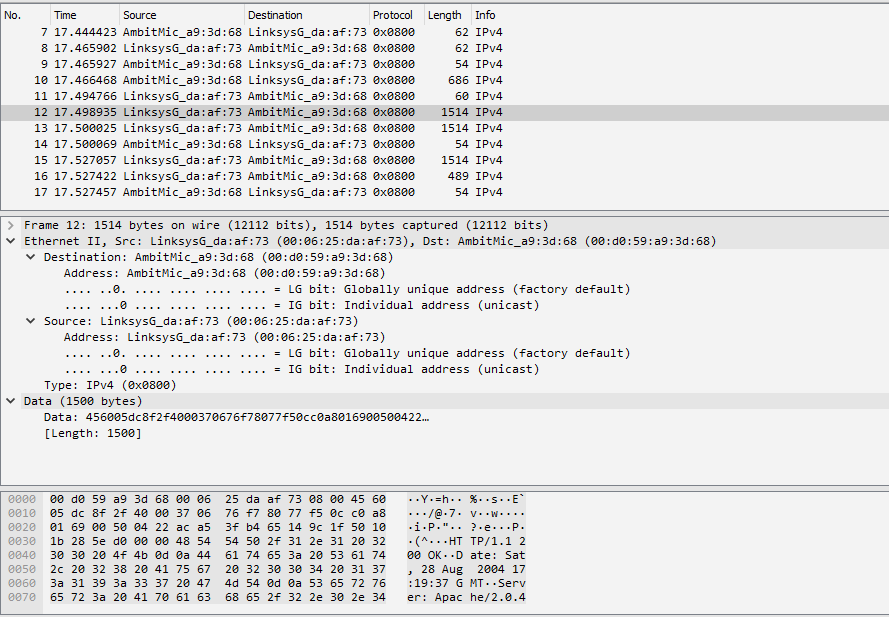 No. Time Source Destination Protocol Length Info
7 17.444423 AmbitMic_a9:3d:68 LinksysG_da:af:73 0x0800 62 IPv4
8 17.465902 LinksysG_da:af:73 AmbitMic_a9:3d:68 0x0800 62 IPv4
9 17.465927 AmbitMic_a9:3d:68 LinksysG_da:af:73 0x0800 54 IPv4
10 17.466468 AmbitMic_a9:3d:68 LinksysG_da:af:73 0x0800 686 IPv4
11 17.494766 LinksysG_da:af:73 AmbitMic_a9:3d:68 0x0800 60 IPv4
12 17.498935 LinksysG_da:af:73 AmbitMic_a9:3d:68 0x0800 1514 IPv4
13 17.500025 LinksysG_da:af:73 AmbitMic_a9:3d:68 0x0800 1514 IPv4
14 17.500069 AmbitMic_a9:3d:68 LinksysG_da:af:73 0x0800 54 IPv4
15 17.527057 LinksysG_da:af:73 AmbitMic_a9:3d:68 0x0800 1514 IPv4
16 17.527422 LinksysG_da:af:73 AmbitMic_a9:3d:68 0x0800 489 IPv4
17 17.527457 AmbitMic_a9:3d:68 LinksysG_da:af:73 0x0800 54 IPv4
Frame 12: 1514 bytes on wire (12112 bits), 1514 bytes captured (12112 bits)
Ethernet II, Src: LinksysG_da:af:73 (00:06:25:da:af:73), Dst: AmbitMic_a9:3d:68 (00:d0:59:a9:3d:68)
Destination: AmbitMic_a9:3d:68 (00:d0:59:a9:3d:68)
Address: AmbitMic_a9:3d:68 (00:d0:59:a9:3d:68)
.... ..0. .... .... .... .... = LG bit: Globally unique address (factory default)
.... ...0 .... .... .... .... = IG bit: Individual address (unicast)
Source: LinksysG_da:af:73 (00:06:25:da:af:73)
Address: LinksysG_da:af:73 (00:06:25:da:af:73)
.... ..0. .... .... .... .... = LG bit: Globally unique address (factory default)
.... ...0 .... .... .... .... = IG bit: Individual address (unicast)
Type: IPv4 (0x0800)
Data (1500 bytes)
Data: 456005dc8f2f4000370676f78077f50cc0a8016900500422…
[Length: 1500]
0000 00 d0 59 a9 3d 68 00 06 25 da af 73 08 00 45 60 ··Y·=h·· %··s··E`
0010 05 dc 8f 2f 40 00 37 06 76 f7 80 77 f5 0c c0 a8 ···/@·7· v··w····
0020 01 69 00 50 04 22 ac a5 3f b4 65 14 9c 1f 50 10 ·i·P·"·· ?·e···P·
0030 1b 28 5e d0 00 00 48 54 54 50 2f 31 2e 31 20 32 ·(^···HT TP/1.1 2
0040 30 30 20 4f 4b 0d 0a 44 61 74 65 3a 20 53 61 74 00 OK··D ate: Sat
0050 2c 20 32 38 20 41 75 67 20 32 30 30 34 20 31 37 , 28 Aug 2004 17
0060 3a 31 39 3a 33 37 20 47 4d 54 0d 0a 53 65 72 76 :19:37 G MT··Serv
0070 65 72 3a 20 41 70 61 63 68 65 2f 32 2e 30 2e 34 er: Apac he/2.0.4